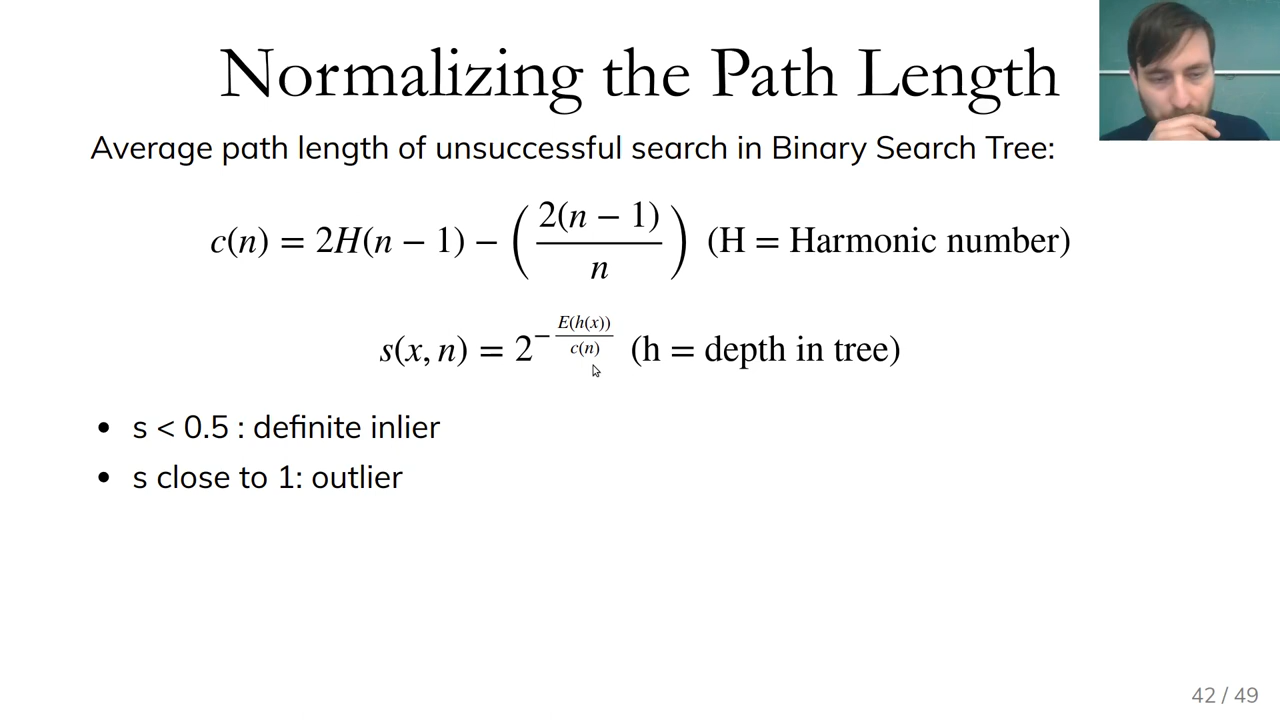 Normalizing the Path Length
Average path length of unsuccessful search in Binary Search Tree:
c(n) = 2H(n − 1) − (2(n − 1)/n) (H = Harmonic number)
s(x, n) = 2^(−E(h(x))/c(n)) (h = depth in tree)
• s < 0.5 : definite inlier
• s close to 1: outlier
42 / 49